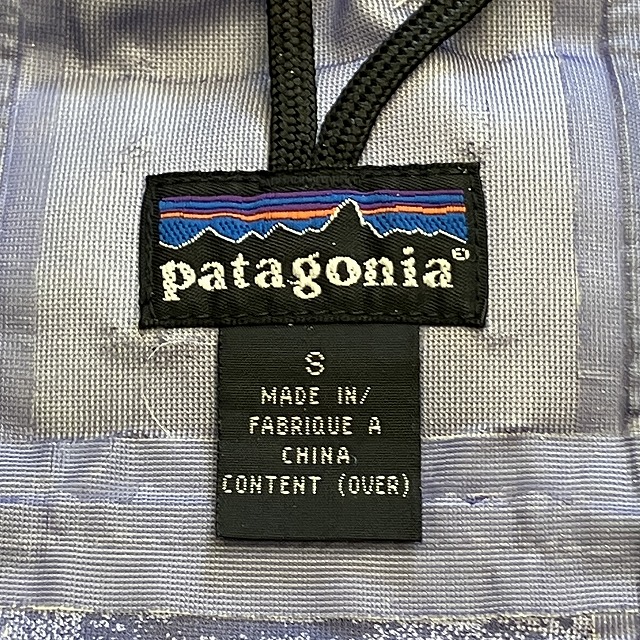 patagonia®
S
MADE IN/
FABRIQUE A
CHINA
CONTENT (OVER)